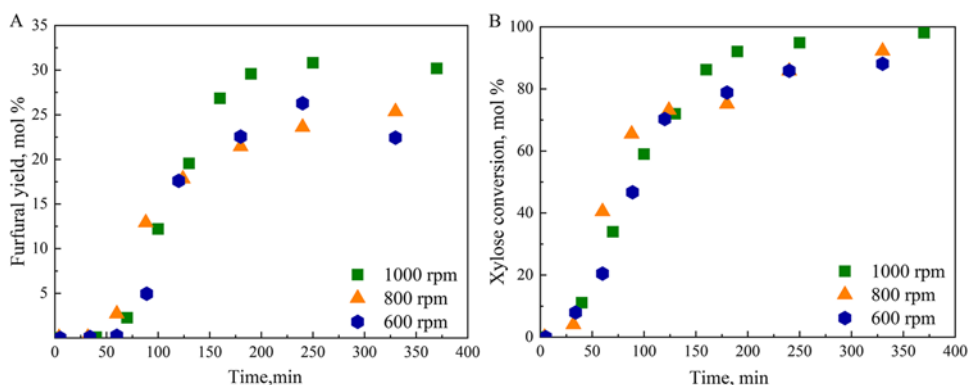 A
Furfural yield, mol %
35
30
25
20
15
10
5
0
50
100
150
200
250
300
350
400
1000 rpm
800 rpm
600 rpm
Time,min
B
Xylose conversion, mol %
100
80
60
40
20
0
0
50
100
150
200
250
300
350
400
1000 rpm
800 rpm
600 rpm
Time, min